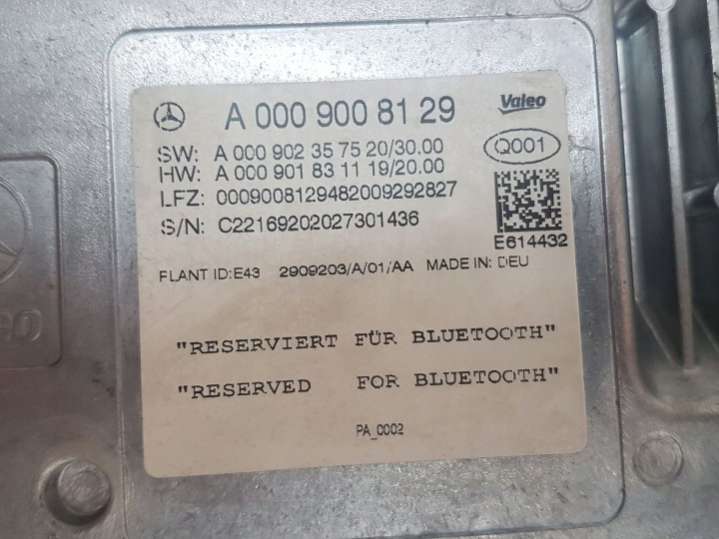 A 000 900 81 29
Valeo
SW: A 000 902 35 75 20/30.00
HW: A 000 901 83 11 19/20.00
Q001
LFZ: 0009008129482009292827
S/N: C22169202027301436
E614432
PLANT ID:E43 2909203/A/01/AA MADE IN: DEU
"RESERVIERT FÜR BLUETOOTH"
"RESERVED FOR BLUETOOTH"
PA_0002